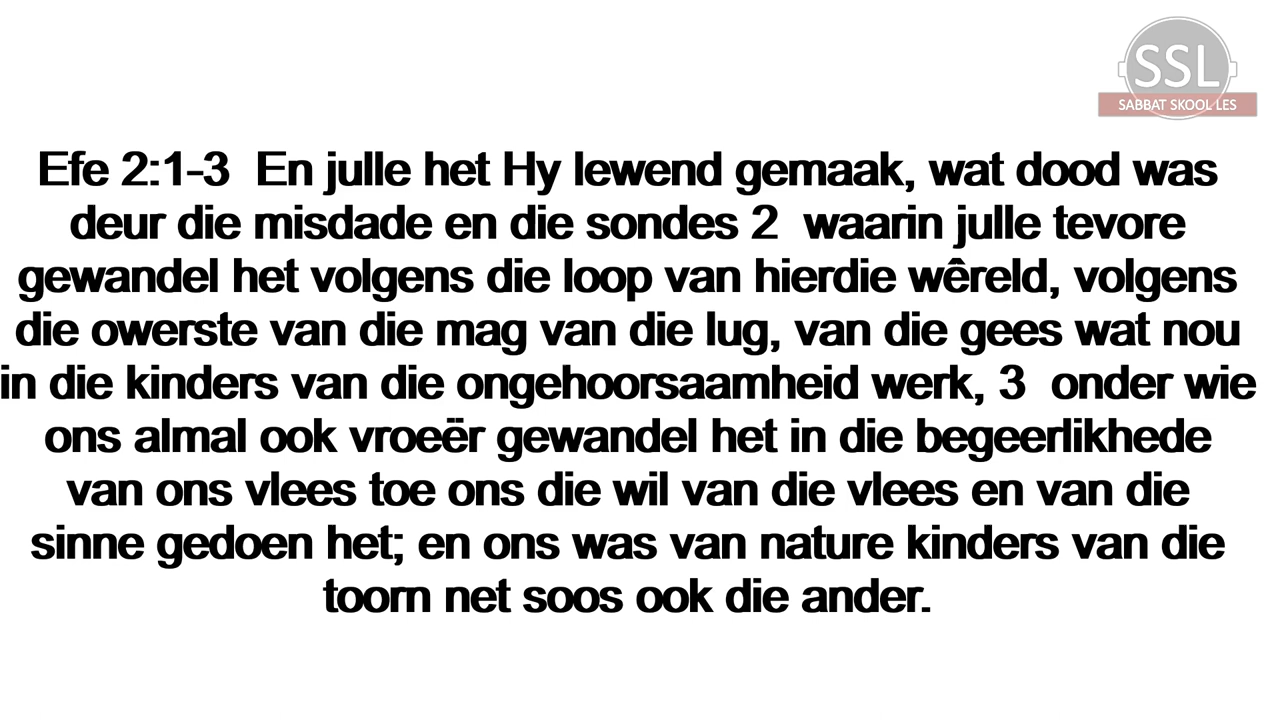 SSL
SABBAT SKOOL LES
Efe 2:1-3 En julle het Hy lewend gemaak, wat dood was
deur die misdade en die sondes 2 waarin julle tevore
gewandel het volgens die loop van hierdie wêreld, volgens
die owerste van die mag van die lug, van die gees wat nou
in die kinders van die ongehoorsaamheid werk, 3 onder wie
ons almal ook vroeër gewandel het in die begeerlikhede
van ons vlees toe ons die wil van die vlees en van die
sinne gedoen het; en ons was van nature kinders van die
toorn net soos ook die ander.